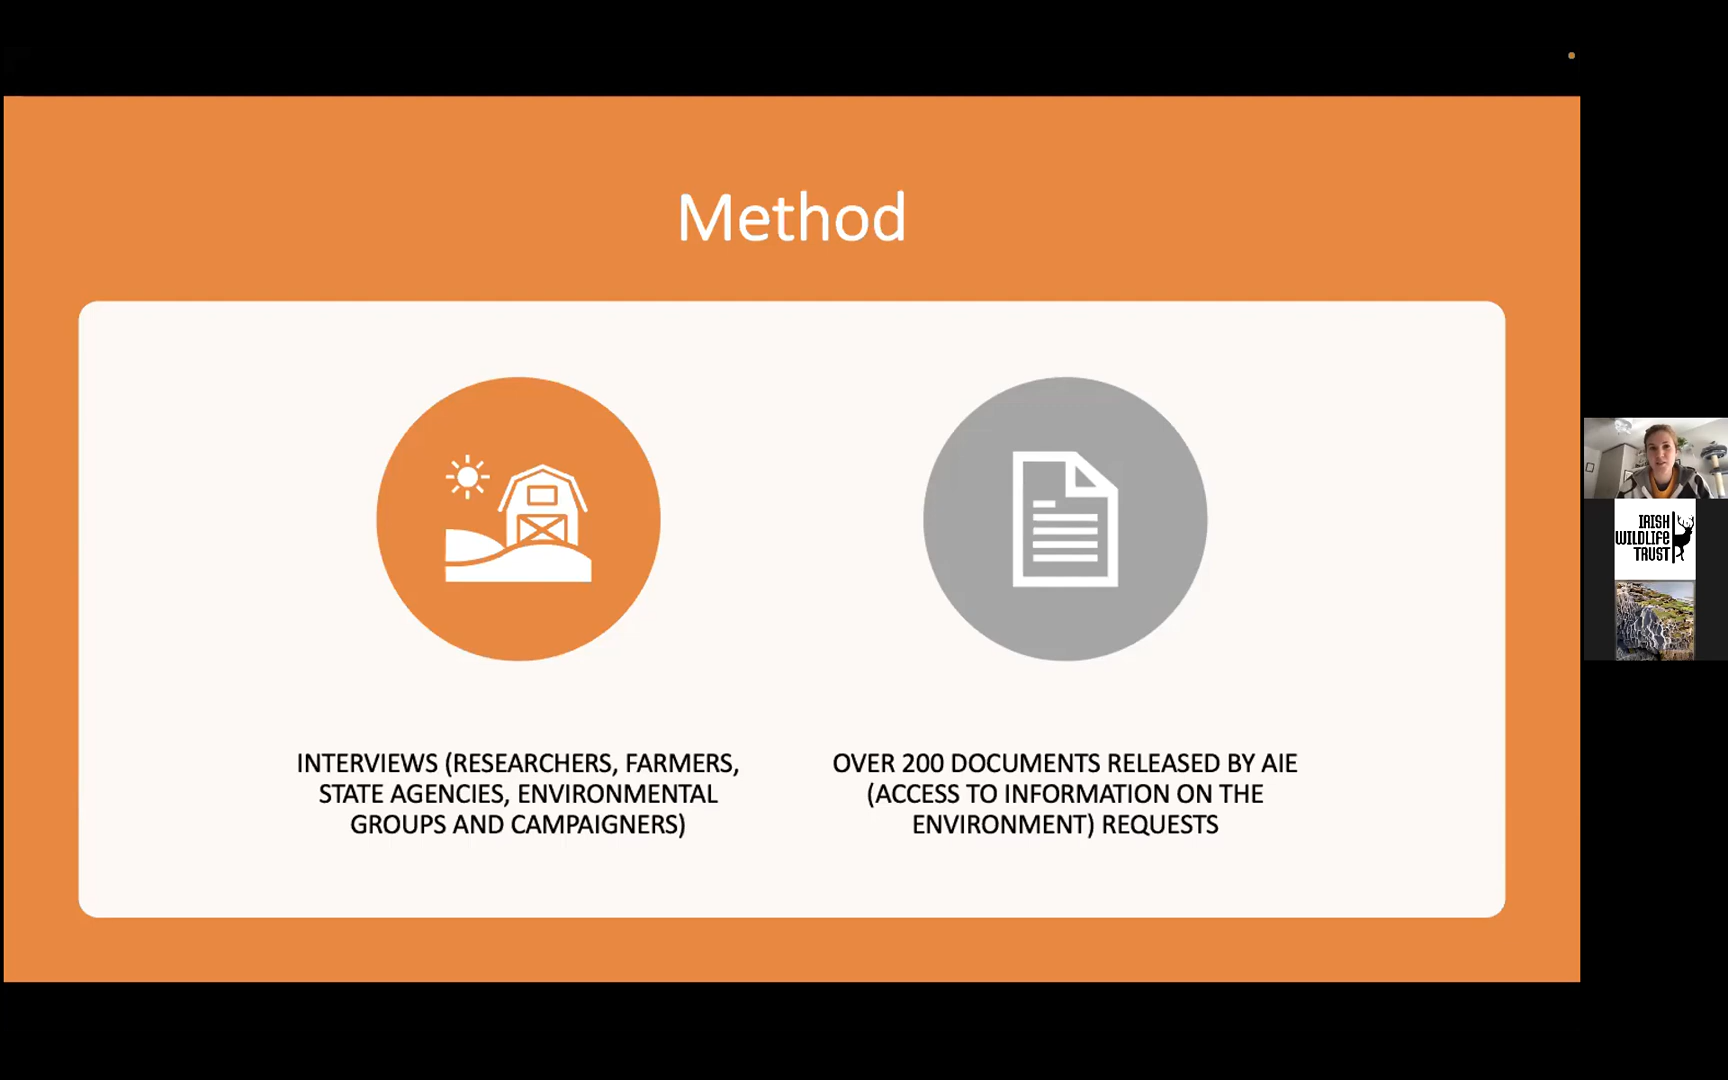 Method
INTERVIEWS (RESEARCHERS, FARMERS,
STATE AGENCIES, ENVIRONMENTAL
GROUPS AND CAMPAIGNERS)
OVER 200 DOCUMENTS RELEASED BY AIE
(ACCESS TO INFORMATION ON THE
ENVIRONMENT) REQUESTS
IRISH
WILDLIFE
TRUST